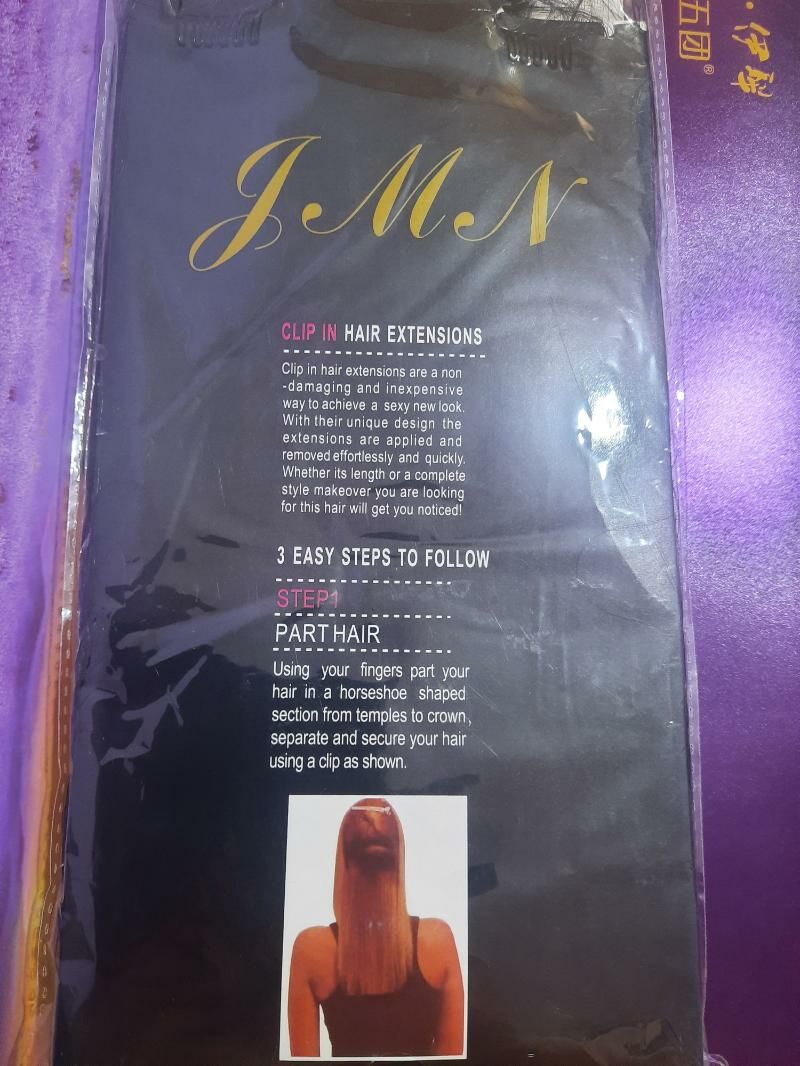 JMN
CLIP IN HAIR EXTENSIONS
Clip in hair extensions are a non
-damaging and inexpensive
way to achieve a sexy new look.
With their unique design the
extensions are applied and
removed effortlessly and quickly.
Whether its length or a complete
style makeover you are looking
for this hair will get you noticed!
3 EASY STEPS TO FOLLOW
STEP1
PART HAIR
Using your fingers part your
hair in a horseshoe shaped
section from temples to crown,
separate and secure your hair
using a clip as shown.
五团®